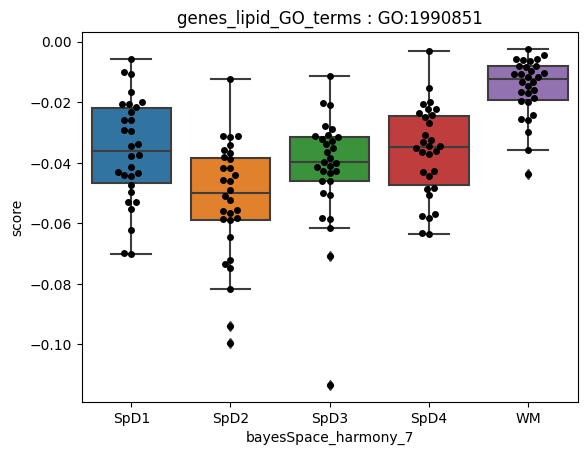 genes_lipid_GO_terms : GO:1990851
0.00
−0.02
−0.04
−0.06
−0.08
−0.10
score
SpD1 SpD2 SpD3 SpD4 WM
bayesSpace_harmony_7